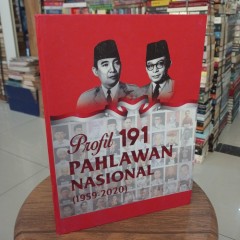 Profil 191
PAHLAWAN
NASIONAL
(1959-2020)